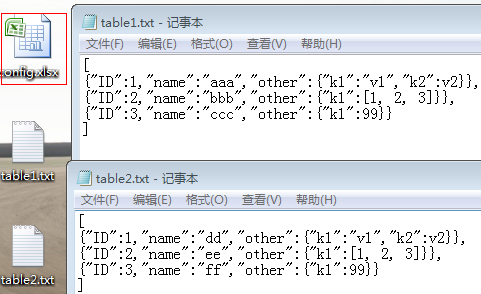 config.xlsx
table1.txt
table2.txt
table1.txt - 记事本
文件(F) 编辑(E) 格式(O) 查看(V) 帮助(H)
[
{"ID":1,"name":"aaa","other":{"k1":"v1","k2":v2}},
{"ID":2,"name":"bbb","other":{"k1":[1, 2, 3]}},
{"ID":3,"name":"ccc","other":{"k1":99}}
]
table2.txt - 记事本
文件(F) 编辑(E) 格式(O) 查看(V) 帮助(H)
[
{"ID":1,"name":"dd","other":{"k1":"v1","k2":v2}},
{"ID":2,"name":"ee","other":{"k1":[1, 2, 3]}},
{"ID":3,"name":"ff","other":{"k1":99}}
]